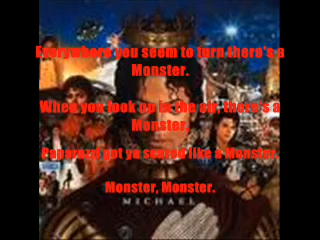 Everywhere you seem to turn there's a
Monster.
When you look up in the air, there's a
Monster.
Paparazzi got ya scared like a Monster,
Monster, Monster.
MICHAEL